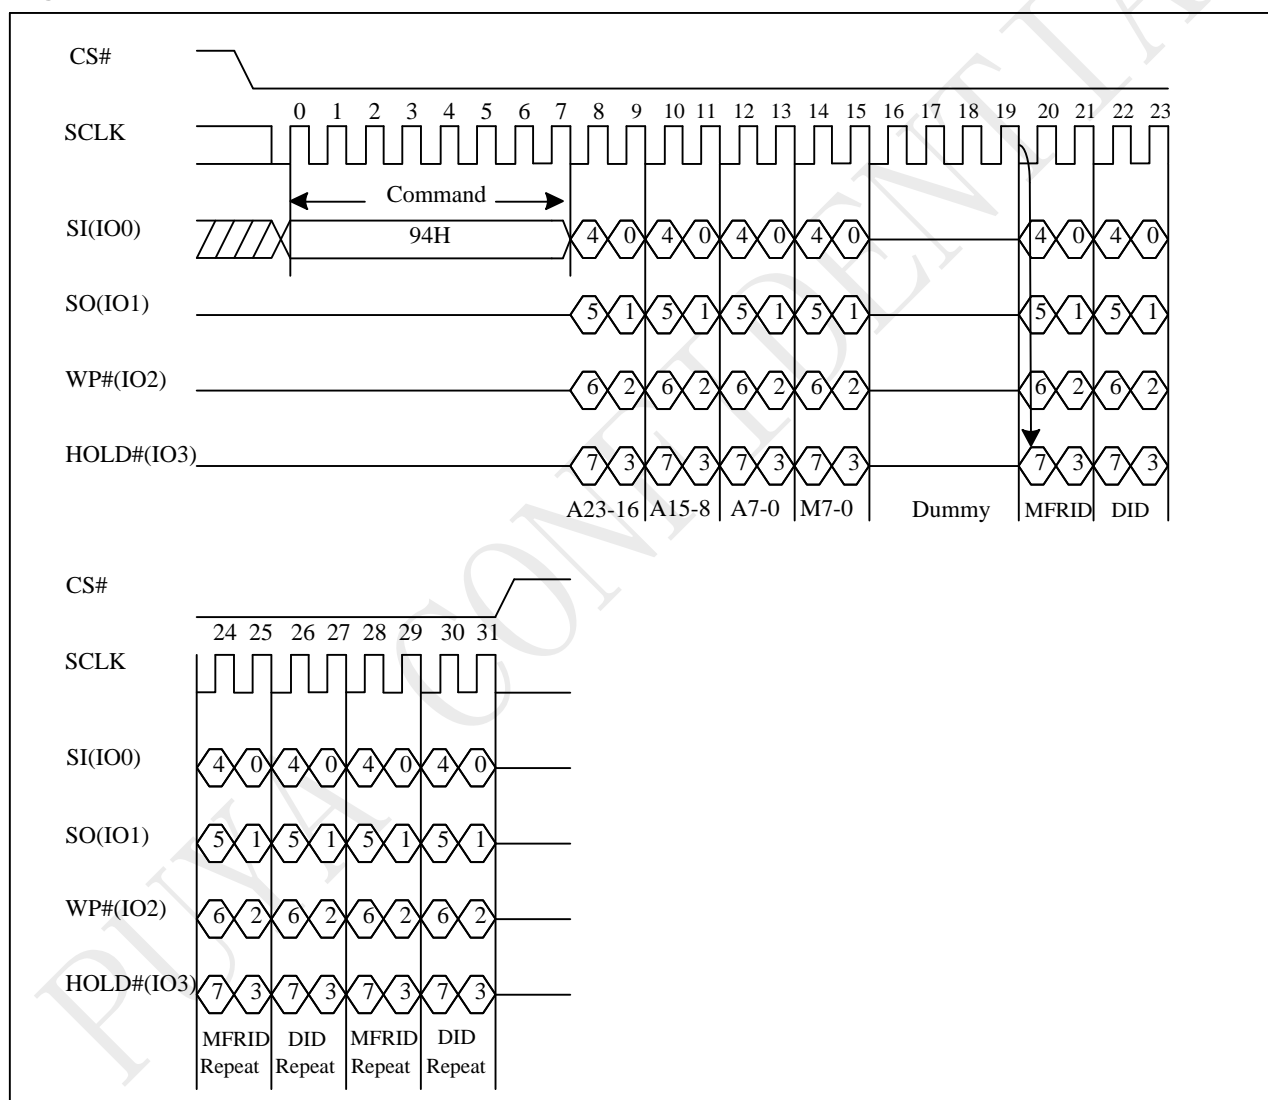 CS#
0 1 2 3 4 5 6 7 8 9 10 11 12 13 14 15 16 17 18 19 20 21 22 23
SCLK
Command
SI(IO0) 94H 4 0 4 0 4 0 4 0 4 0 4 0
SO(IO1) 5 1 5 1 5 1 5 1 5 1 5 1
WP#(IO2) 6 2 6 2 6 2 6 2 6 2 6 2
HOLD#(IO3) 7 3 7 3 7 3 7 3 7 3 7 3
A23-16 A15-8 A7-0 M7-0 Dummy MFRID DID
CS#
24 25 26 27 28 29 30 31
SCLK
SI(IO0) 4 0 4 0 4 0 4 0
SO(IO1) 5 1 5 1 5 1 5 1
WP#(IO2) 6 2 6 2 6 2 6 2
HOLD#(IO3) 7 3 7 3 7 3 7 3
MFRID DID MFRID DID
Repeat Repeat Repeat Repeat
PUYA CONFIDENTIA